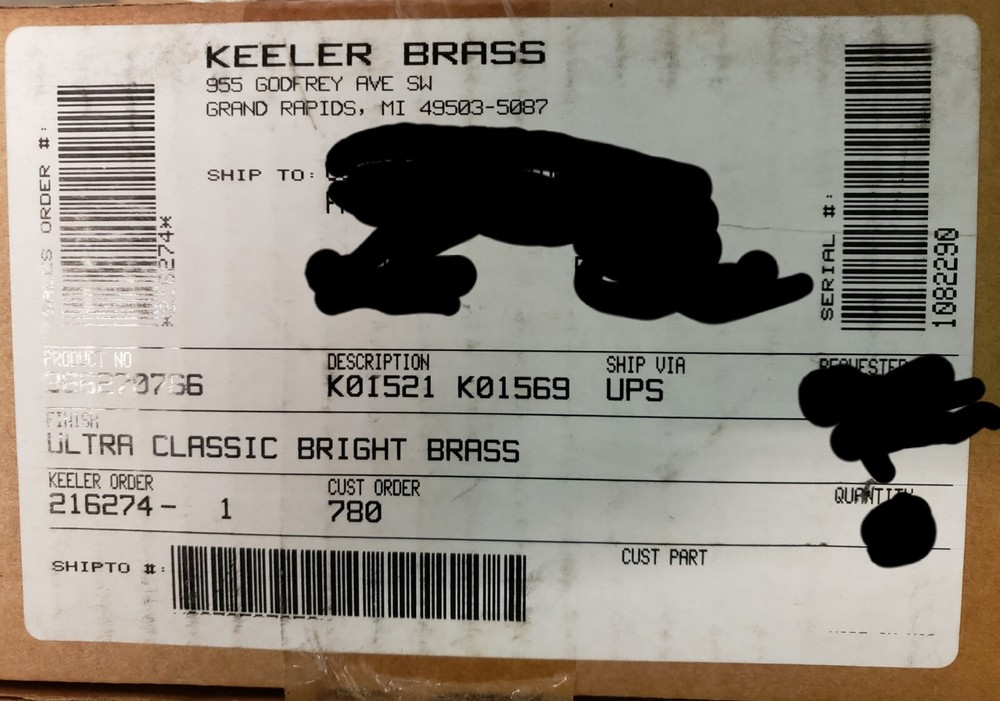 KEELER BRASS
955 GODFREY AVE SW
GRAND RAPIDS, MI 49503-5087
SHIP TO:
ORDER #:
SERIAL #:
1082290
PRODUCT NO
DESCRIPTION
SHIP VIA
K01521 K01569
UPS
FINISH
ULTRA CLASSIC BRIGHT BRASS
KEELER ORDER
CUST ORDER
QUANTITY
216274- 1
780
CUST PART
SHIPTO #: